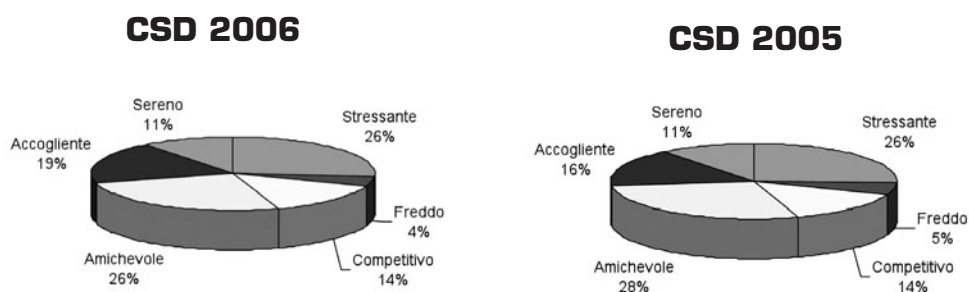 CSD 2006
Sereno
11%
Stressante
26%
Accogliente
19%
Freddo
4%
Amichevole
26%
Competitivo
14%
CSD 2005
Sereno
11%
Stressante
26%
Accogliente
16%
Freddo
5%
Amichevole
28%
Competitivo
14%